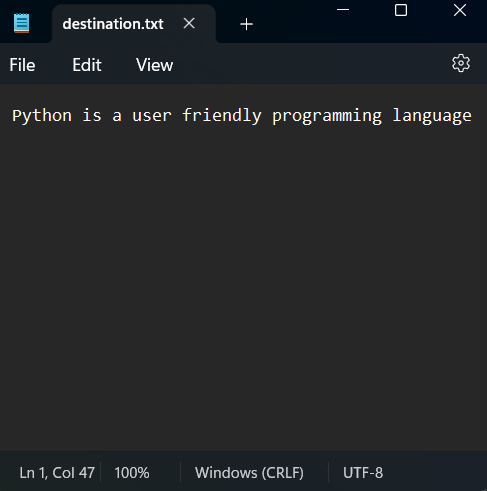 destination.txt
File Edit View
Python is a user friendly programming language
Ln 1, Col 47 100% Windows (CRLF) UTF-8